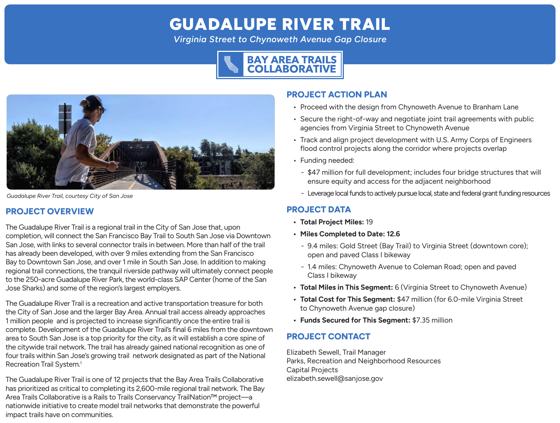 GUADALUPE RIVER TRAIL
Virginia Street to Chynoweth Avenue Gap Closure
BAY AREA TRAILS
COLLABORATIVE
Guadalupe River Trail, courtesy City of San Jose
PROJECT OVERVIEW
The Guadalupe River Trail is a regional trail in the City of San Jose that, upon
completion, will connect the San Francisco Bay Trail to South San Jose via Downtown
San Jose, with links to several connector trails in between. More than half of the trail
has already been developed, with over 9 miles extending from the San Francisco
Bay to Downtown San Jose, and over 1 mile in South San Jose. In addition to making
regional trail connections, the tranquil riverside pathway will ultimately connect people
to the 250-acre Guadalupe River Park, the world-class SAP Center (home of the San
Jose Sharks) and some of the region's largest employers.
The Guadalupe River Trail is a recreation and active transportation treasure for both
the City of San Jose and the larger Bay Area. Annual trail access already approaches
1 million people and is projected to increase significantly once the entire trail is
complete. Development of the Guadalupe River Trail's final 6 miles from the downtown
area to South San Jose is a top priority for the city, as it will establish a core spine of
the citywide trail network. The trail has already gained national recognition as one of
four trails within San Jose's growing trail network designated as part of the National
Recreation Trail System.¹
The Guadalupe River Trail is one of 12 projects that the Bay Area Trails Collaborative
has prioritized as critical to completing its 2,600-mile regional trail network. The Bay
Area Trails Collaborative is a Rails to Trails Conservancy TrailNation™ project—a
nationwide initiative to create model trail networks that demonstrate the powerful
impact trails have on communities.
PROJECT ACTION PLAN
• Proceed with the design from Chynoweth Avenue to Branham Lane
• Secure the right-of-way and negotiate joint trail agreements with public
agencies from Virginia Street to Chynoweth Avenue
• Track and align project development with U.S. Army Corps of Engineers
flood control projects along the corridor where projects overlap
• Funding needed:
- $47 million for full development; includes four bridge structures that will
ensure equity and access for the adjacent neighborhood
- Leverage local funds to actively pursue local, state and federal grant funding resources
PROJECT DATA
• Total Project Miles: 19
• Miles Completed to Date: 12.6
- 9.4 miles: Gold Street (Bay Trail) to Virginia Street (downtown core);
open and paved Class I bikeway
- 1.4 miles: Chynoweth Avenue to Coleman Road; open and paved
Class I bikeway
• Total Miles in This Segment: 6 (Virginia Street to Chynoweth Avenue)
• Total Cost for This Segment: $47 million (for 6.0-mile Virginia Street
to Chynoweth Avenue gap closure)
• Funds Secured for This Segment: $7.35 million
PROJECT CONTACT
Elizabeth Sewell, Trail Manager
Parks, Recreation and Neighborhood Resources
Capital Projects
elizabeth.sewell@sanjose.gov